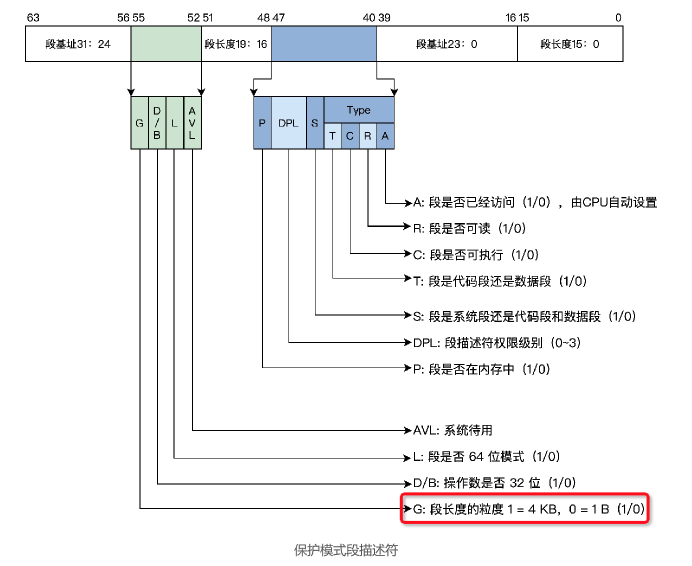 63 56 55 52 51 48 47 40 39 16 15 0
段基址31：24 段长度19：16 段基址23：0 段长度15：0
G D/B L AVL P DPL S Type
T C R A
A: 段是否已经访问（1/0），由CPU自动设置
R: 段是否可读（1/0）
C: 段是否可执行（1/0）
T: 段是代码段还是数据段（1/0）
S: 段是系统段还是代码段和数据段（1/0）
DPL: 段描述符权限级别（0~3）
P: 段是否在内存中（1/0）
AVL: 系统待用
L: 段是否 64 位模式（1/0）
D/B: 操作数是否 32 位（1/0）
G: 段长度的粒度 1 = 4 KB，0 = 1 B（1/0）
保护模式段描述符